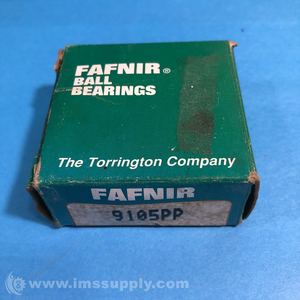 FAFNIR®
BALL
BEARINGS
The Torrington Company
FAFNIR
9105PP
© www.imssupply.com